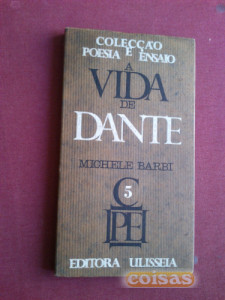 COLECÇÃO
POESIA E ENSAIO
A
VIDA
DE
DANTE
MICHELE BARBI
C
5
PE
EDITORA ULISSEIA
coisas